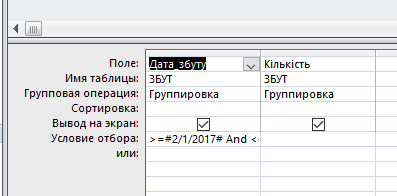 Поле: Дата_збуту Кількість
Имя таблицы: ЗБУТ ЗБУТ
Групповая операция: Группировка Группировка
Сортировка:
Вывод на экран:
Условие отбора: >=#2/1/2017# And <=
или: